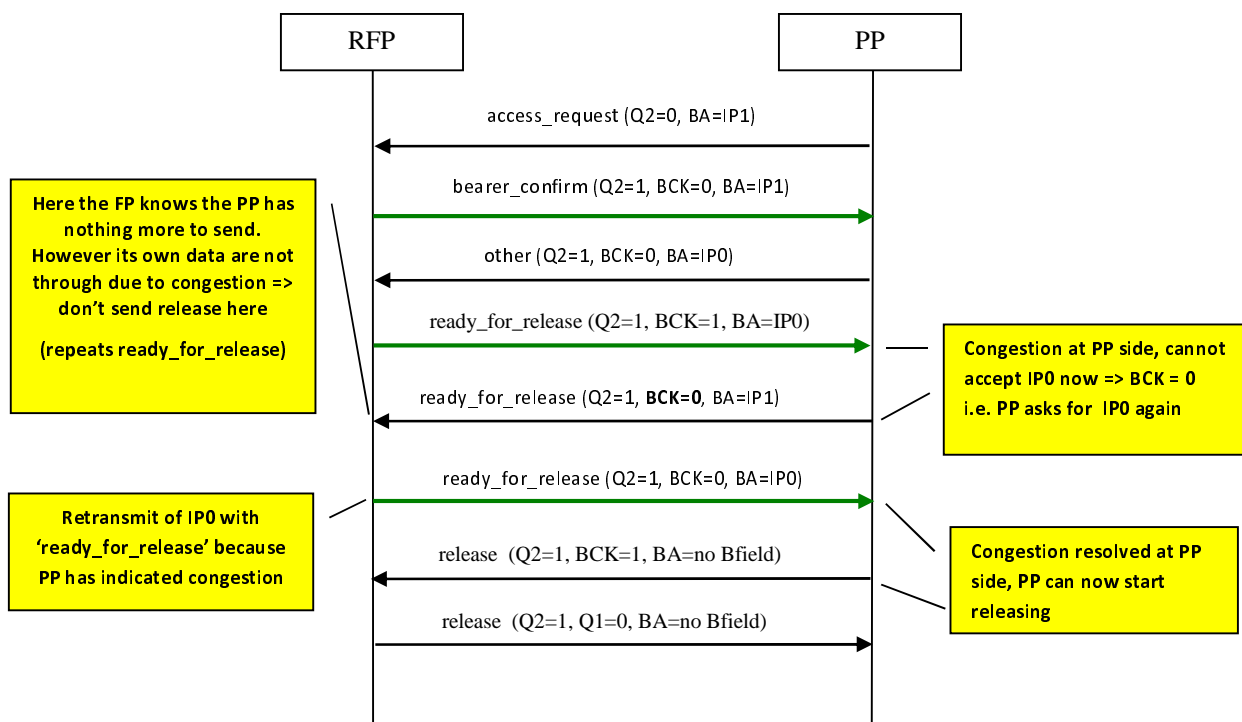 RFP
PP
access_request (Q2=0, BA=IP1)
bearer_confirm (Q2=1, BCK=0, BA=IP1)
Here the FP knows the PP has
nothing more to send.
However its own data are not
through due to congestion =>
don't send release here
(repeats ready_for_release)
other (Q2=1, BCK=0, BA=IP0)
ready_for_release (Q2=1, BCK=1, BA=IP0)
Congestion at PP side, cannot
accept IP0 now => BCK = 0
i.e. PP asks for IP0 again
ready_for_release (Q2=1, BCK=0, BA=IP1)
ready_for_release (Q2=1, BCK=0, BA=IP0)
Retransmit of IP0 with
‘ready_for_release’ because
PP has indicated congestion
release (Q2=1, BCK=1, BA=no Bfield)
Congestion resolved at PP
side, PP can now start
releasing
release (Q2=1, Q1=0, BA=no Bfield)